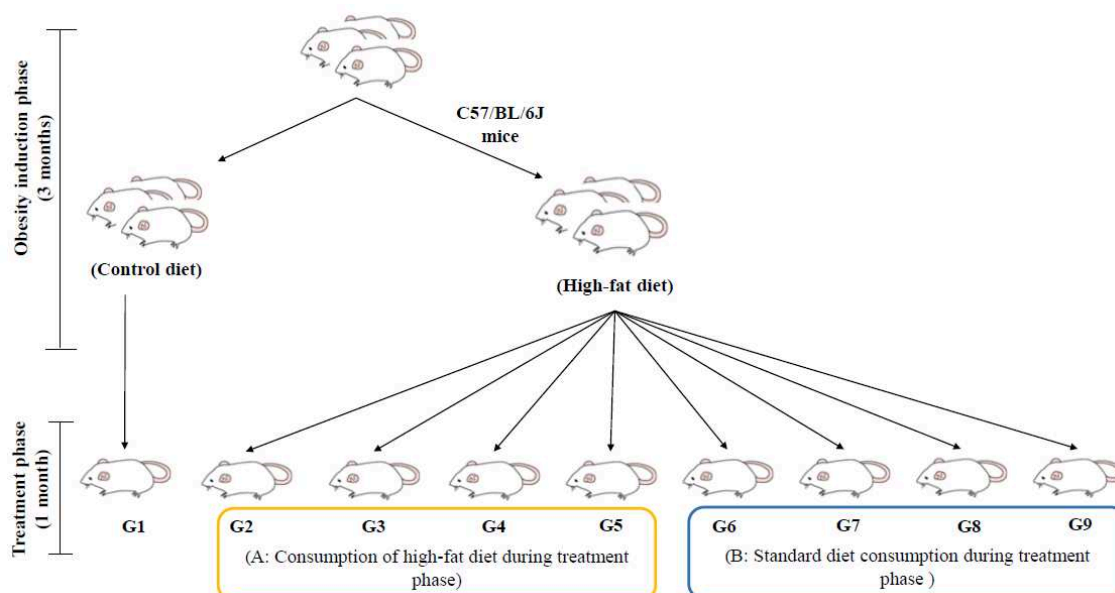 Obesity induction phase
(3 months)
C57/BL/6J
mice
(Control diet)
(High-fat diet)
Treatment phase
(1 month)
G1
G2
G3
G4
G5
G6
G7
G8
G9
(A: Consumption of high-fat diet during treatment
phase)
(B: Standard diet consumption during treatment
phase )